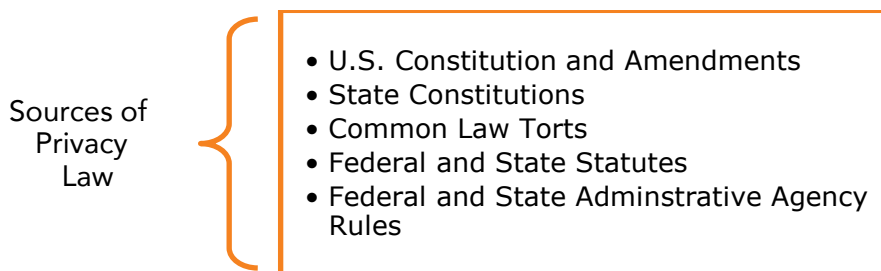 Sources of
Privacy
Law
• U.S. Constitution and Amendments
• State Constitutions
• Common Law Torts
• Federal and State Statutes
• Federal and State Adminstrative Agency
Rules